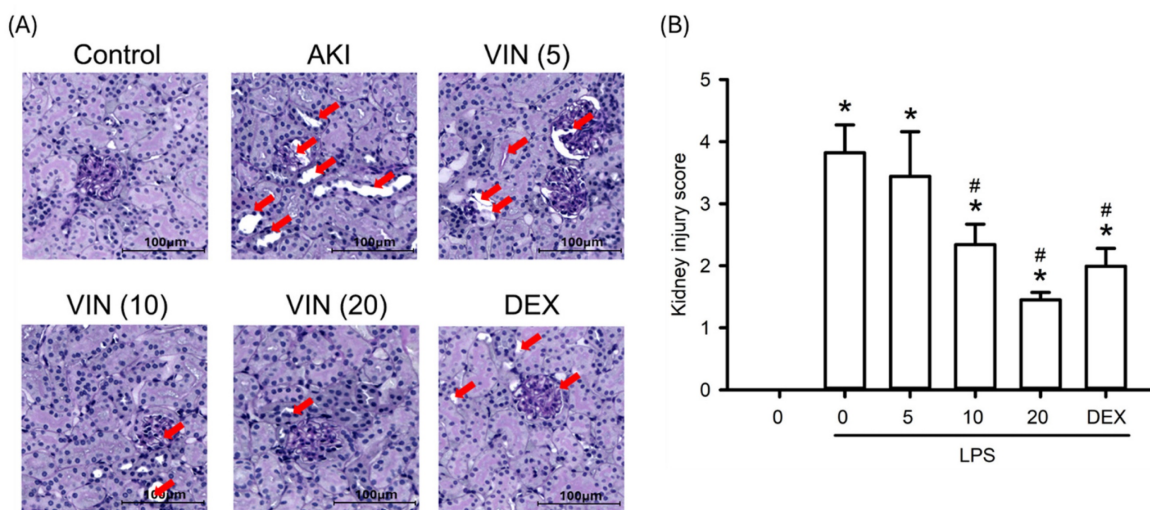 (A)
Control
AKI
VIN (5)
100μm
100μm
100μm
VIN (10)
VIN (20)
DEX
100μm
100μm
100μm
(B)
Kidney injury score
5
4
3
2
1
0
*
*
#
*
#
*
#
*
0
0
5
10
20
DEX
LPS